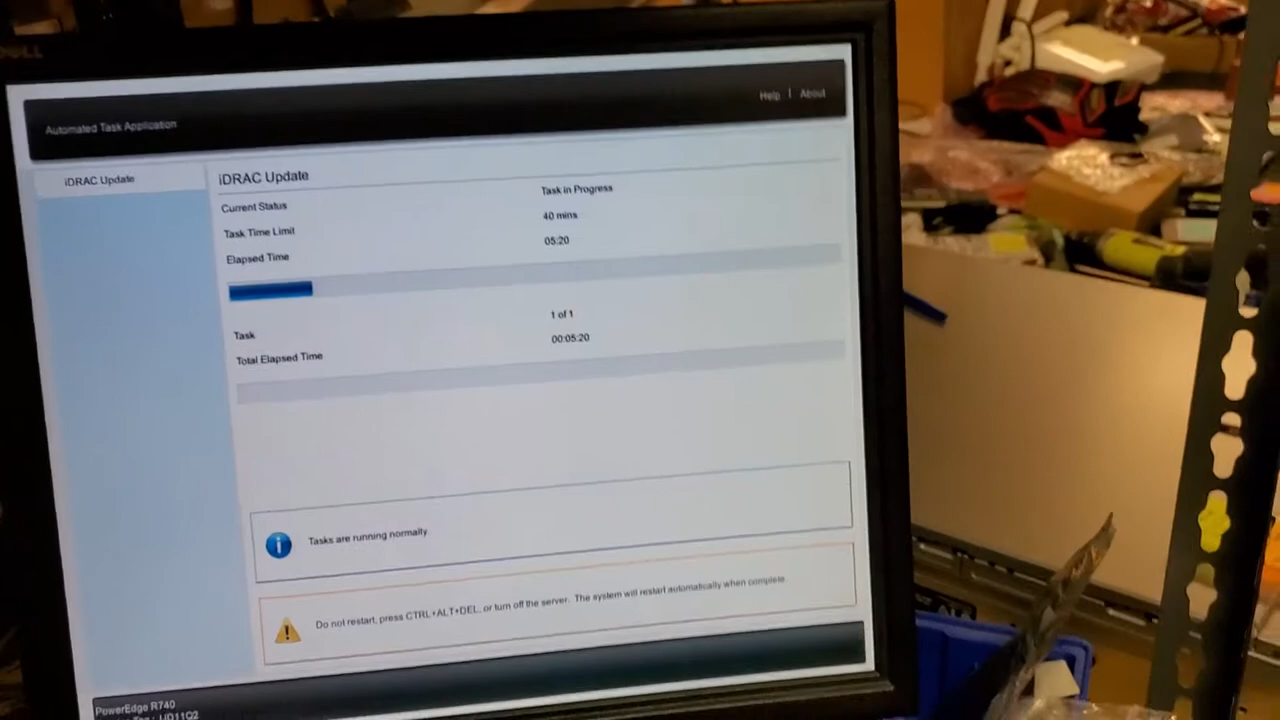 DELL
Help | About
Automated Task Application
iDRAC Update
iDRAC Update
Current Status Task in Progress
Task Time Limit 40 mins
Elapsed Time 05:20
Task 1 of 1
Total Elapsed Time 00:05:20
Tasks are running normally
Do not restart, press CTRL+ALT+DEL, or turn off the server. The system will restart automatically when complete.
PowerEdge R740